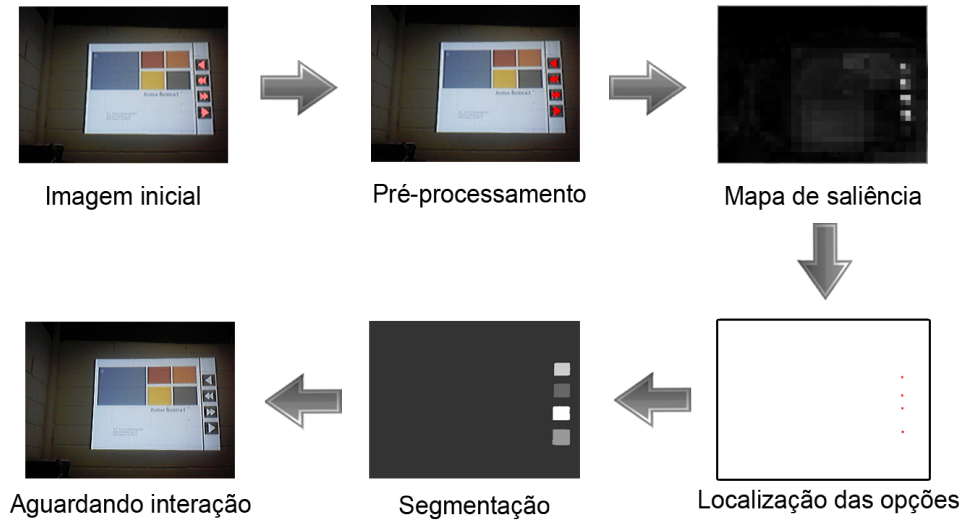 Imagem inicial
Pré-processamento
Mapa de saliência
Localização das opções
Segmentação
Aguardando interação